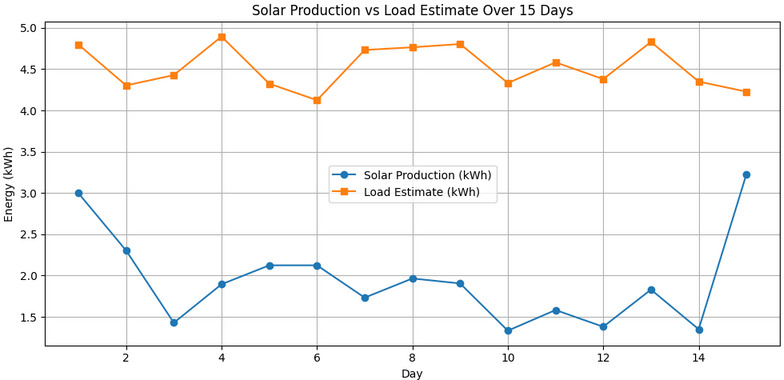 Solar Production vs Load Estimate Over 15 Days
Energy (kWh)
5.0
4.5
4.0
3.5
3.0
2.5
2.0
1.5
Solar Production (kWh)
Load Estimate (kWh)
2 4 6 8 10 12 14
Day